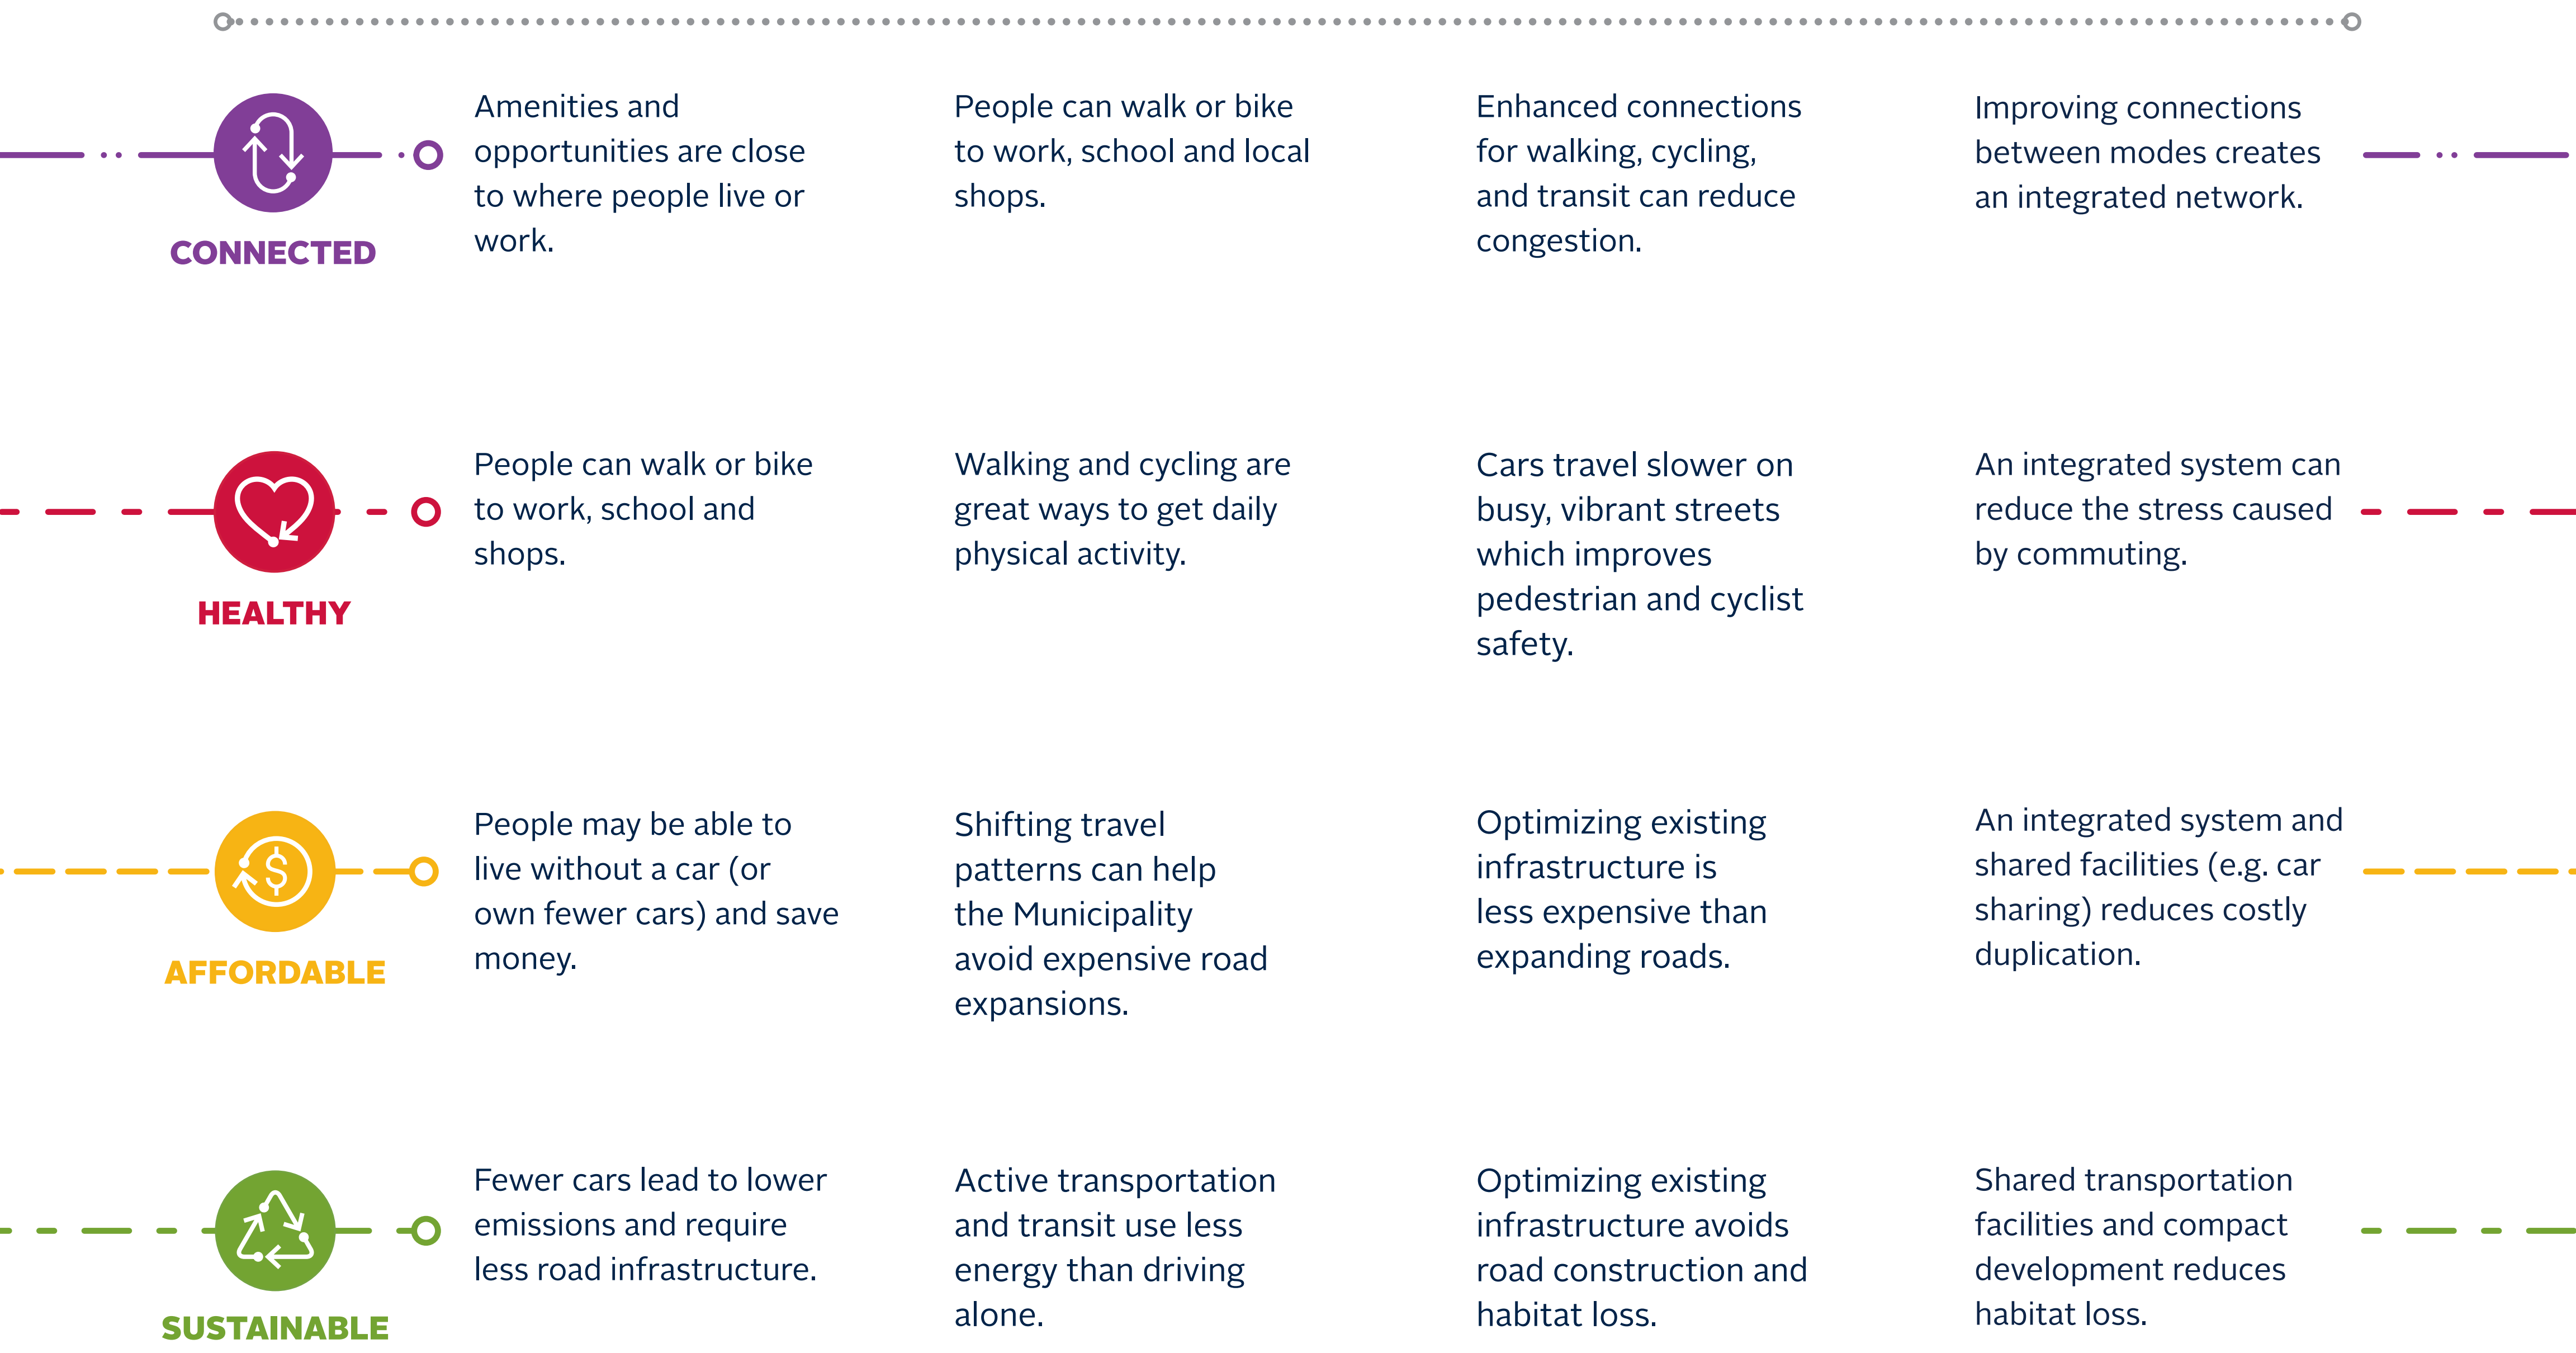 CONNECTED
Amenities and
opportunities are close
to where people live or
work.
People can walk or bike
to work, school and local
shops.
Enhanced connections
for walking, cycling,
and transit can reduce
congestion.
Improving connections
between modes creates
an integrated network.
HEALTHY
People can walk or bike
to work, school and
shops.
Walking and cycling are
great ways to get daily
physical activity.
Cars travel slower on
busy, vibrant streets
which improves
pedestrian and cyclist
safety.
An integrated system can
reduce the stress caused
by commuting.
$
AFFORDABLE
People may be able to
live without a car (or
own fewer cars) and save
money.
Shifting travel
patterns can help
the Municipality
avoid expensive road
expansions.
Optimizing existing
infrastructure is
less expensive than
expanding roads.
An integrated system and
shared facilities (e.g. car
sharing) reduces costly
duplication.
SUSTAINABLE
Fewer cars lead to lower
emissions and require
less road infrastructure.
Active transportation
and transit use less
energy than driving
alone.
Optimizing existing
infrastructure avoids
road construction and
habitat loss.
Shared transportation
facilities and compact
development reduces
habitat loss.